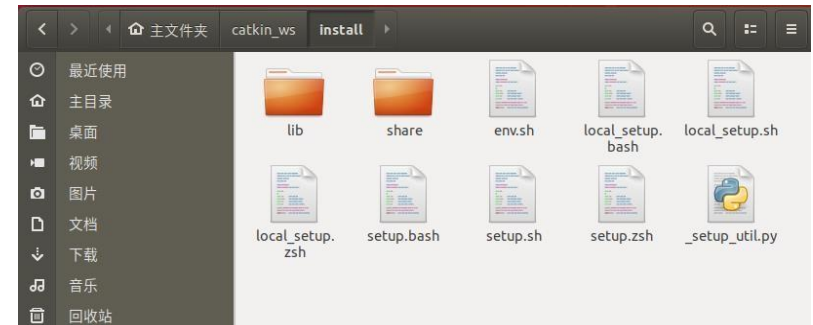 主文件夹 catkin_ws install
最近使用
主目录
桌面
视频
图片
文档
下载
音乐
回收站
lib share env.sh local_setup. local_setup.sh
bash
local_setup. setup.bash setup.sh setup.zsh _setup_util.py
zsh